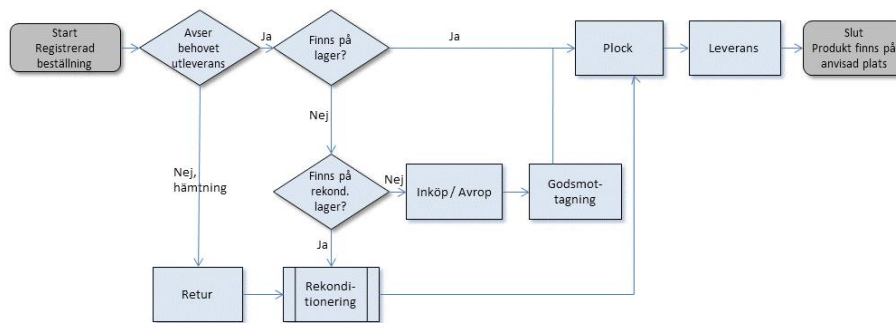 Start
Registrerad
beställning
Avser
behovet
utleverans
Ja
Finns på
lager?
Ja
Plock
Leverans
Slut
Produkt finns på
anvisad plats
Nej
Nej,
hämtning
Finns på
rekond.
lager?
Nej
Inköp / Avrop
Godsmot-
tagning
Ja
Retur
Rekondi-
tionering